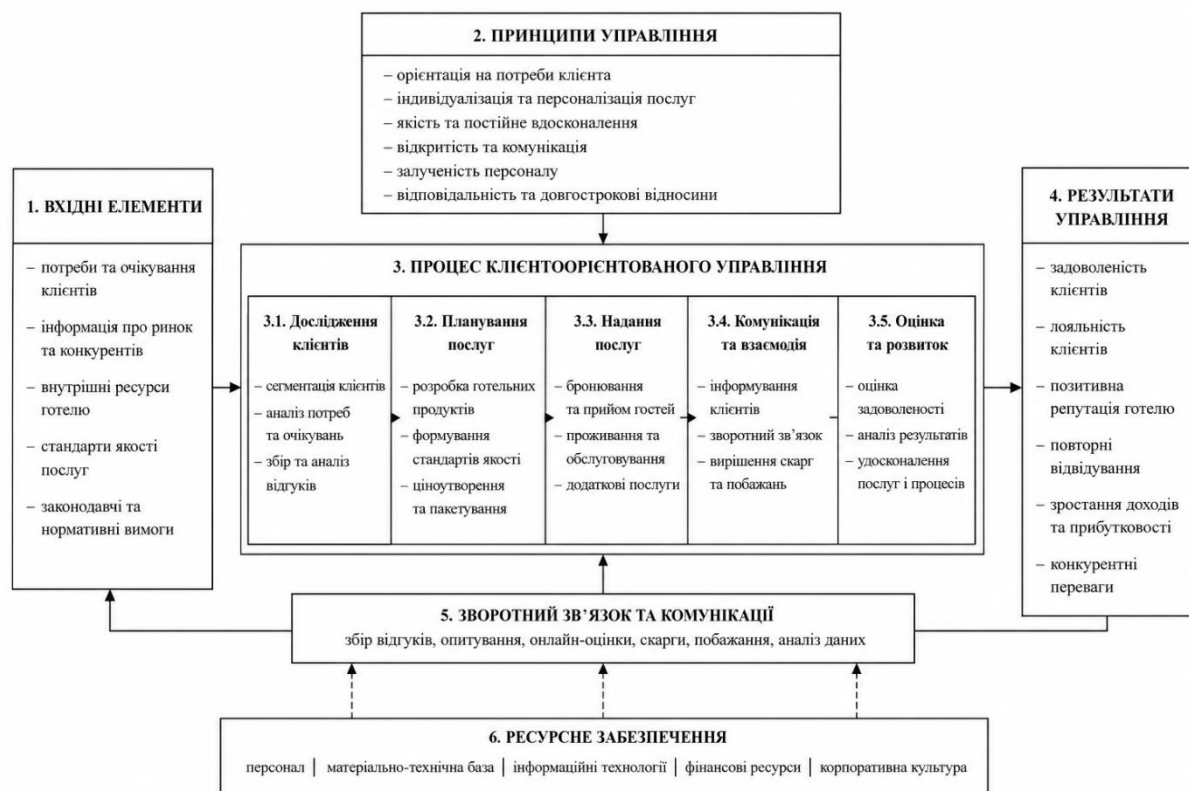 2. ПРИНЦИПИ УПРАВЛІННЯ
– орієнтація на потреби клієнта
– індивідуалізація та персоналізація послуг
– якість та постійне вдосконалення
– відкритість та комунікація
– залученість персоналу
– відповідальність та довгострокові відносини
1. ВХІДНІ ЕЛЕМЕНТИ
– потреби та очікування
клієнтів
– інформація про ринок
та конкурентів
– внутрішні ресурси
готелю
– стандарти якості
послуг
– законодавчі та
нормативні вимоги
3. ПРОЦЕС КЛІЄНТООРІЄНТОВАНОГО УПРАВЛІННЯ
3.1. Дослідження
клієнтів
– сегментація клієнтів
– аналіз потреб
та очікувань
– збір та аналіз
відгуків
3.2. Планування
послуг
– розробка готельних
продуктів
– формування
стандартів якості
– ціноутворення
та пакетування
3.3. Надання
послуг
– бронювання
та прийом гостей
– проживання та
обслуговування
– додаткові послуги
3.4. Комунікація
та взаємодія
– інформування
клієнтів
– зворотний зв’язок
– вирішення скарг
та побажань
3.5. Оцінка
та розвиток
– оцінка
задоволеності
– аналіз результатів
– удосконалення
послуг і процесів
4. РЕЗУЛЬТАТИ
УПРАВЛІННЯ
– задоволеність
клієнтів
– лояльність
клієнтів
– позитивна
репутація готелю
– повторні
відвідування
– зростання доходів
та прибутковості
– конкурентні
переваги
5. ЗВОРОТНИЙ ЗВ’ЯЗОК ТА КОМУНІКАЦІЇ
збір відгуків, опитування, онлайн-оцінки, скарги, побажання, аналіз даних
6. РЕСУРСНЕ ЗАБЕЗПЕЧЕННЯ
персонал | матеріально-технічна база | інформаційні технології | фінансові ресурси | корпоративна культура